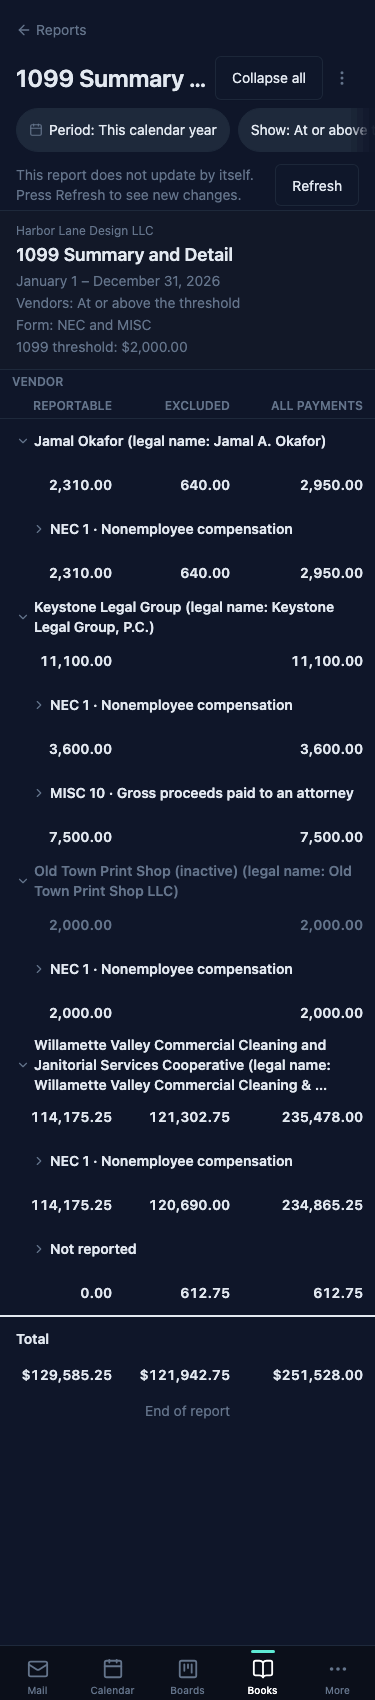 Reports
1099 Summary ...
Collapse all
Period: This calendar year
Show: At or above
This report does not update by itself.
Press Refresh to see new changes.
Refresh
Harbor Lane Design LLC
1099 Summary and Detail
January 1 – December 31, 2026
Vendors: At or above the threshold
Form: NEC and MISC
1099 threshold: $2,000.00
VENDOR
REPORTABLE EXCLUDED ALL PAYMENTS
Jamal Okafor (legal name: Jamal A. Okafor)
2,310.00 640.00 2,950.00
NEC 1 · Nonemployee compensation
2,310.00 640.00 2,950.00
Keystone Legal Group (legal name: Keystone
Legal Group, P.C.)
11,100.00 11,100.00
NEC 1 · Nonemployee compensation
3,600.00 3,600.00
MISC 10 · Gross proceeds paid to an attorney
7,500.00 7,500.00
Old Town Print Shop (inactive) (legal name: Old
Town Print Shop LLC)
2,000.00 2,000.00
NEC 1 · Nonemployee compensation
2,000.00 2,000.00
Willamette Valley Commercial Cleaning and
Janitorial Services Cooperative (legal name:
Willamette Valley Commercial Cleaning & ...
114,175.25 121,302.75 235,478.00
NEC 1 · Nonemployee compensation
114,175.25 120,690.00 234,865.25
Not reported
0.00 612.75 612.75
Total
$129,585.25 $121,942.75 $251,528.00
End of report
Mail Calendar Boards Books More